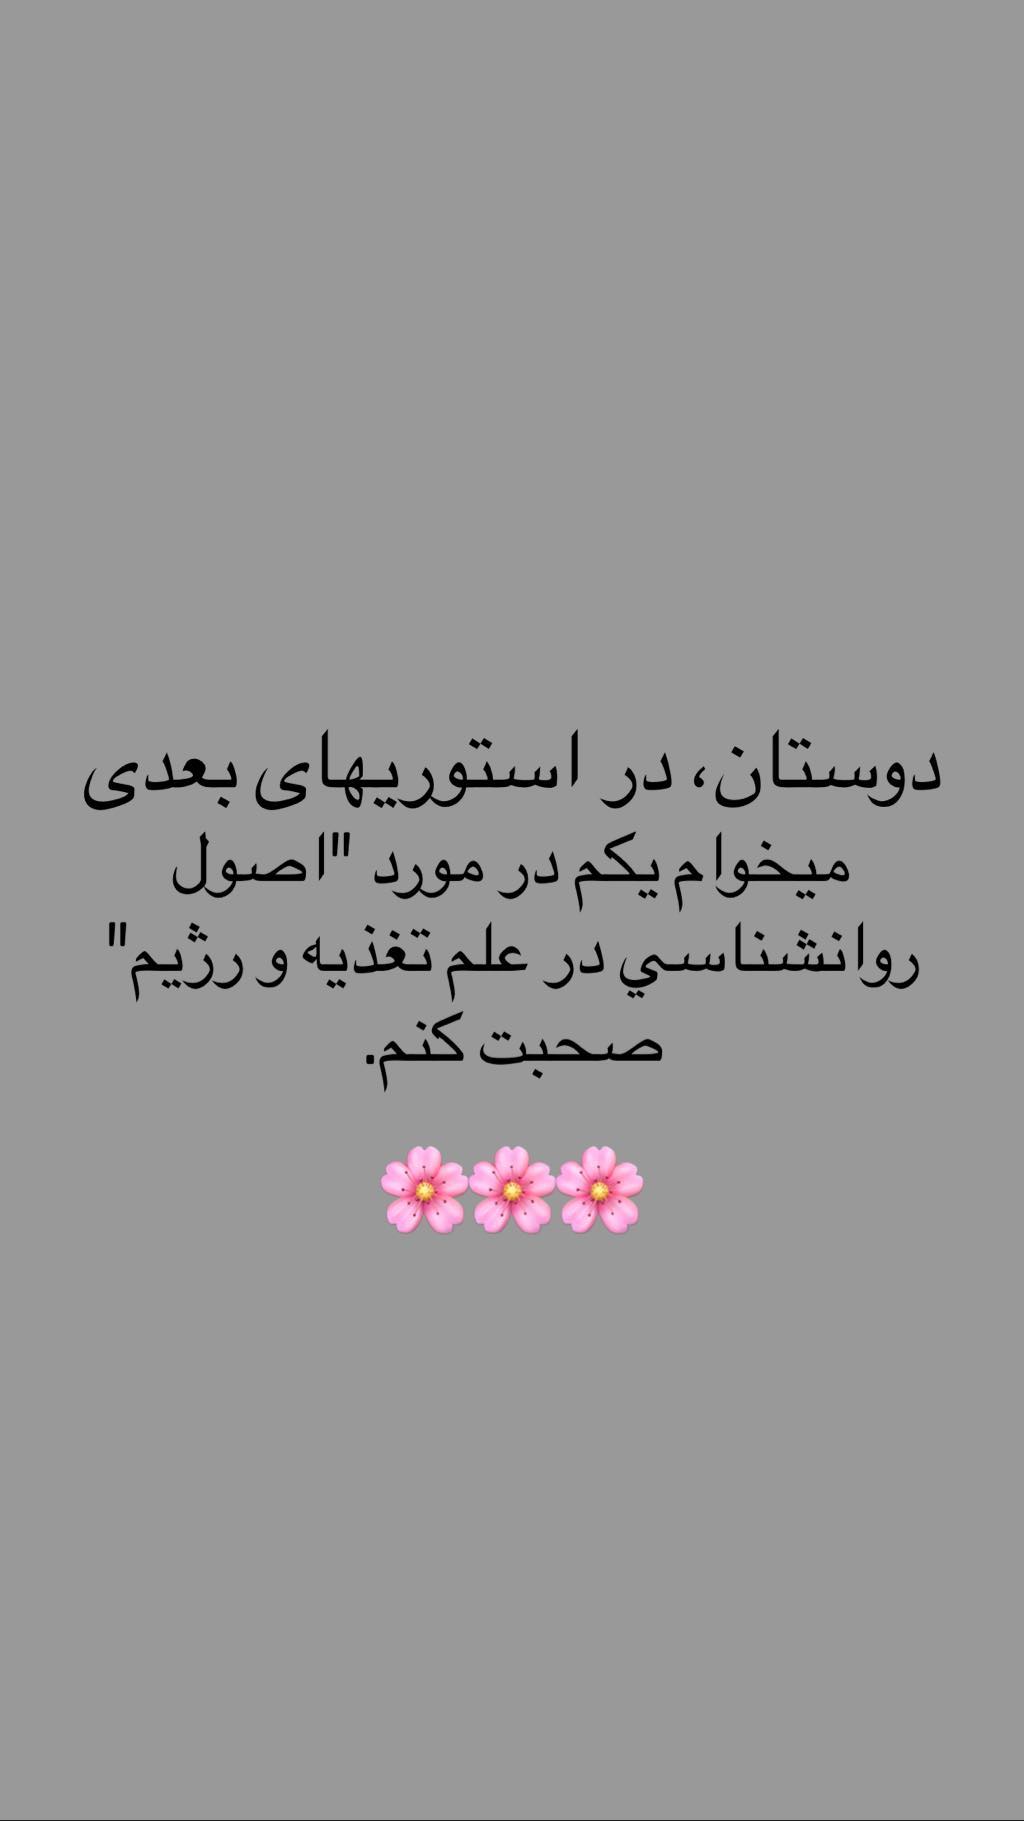 دوستان، در استوریهای بعدی
میخوام یکم در مورد "اصول
روانشناسي در علم تغذیه و رژیم"
صحبت کنم.
🌸🌸🌸